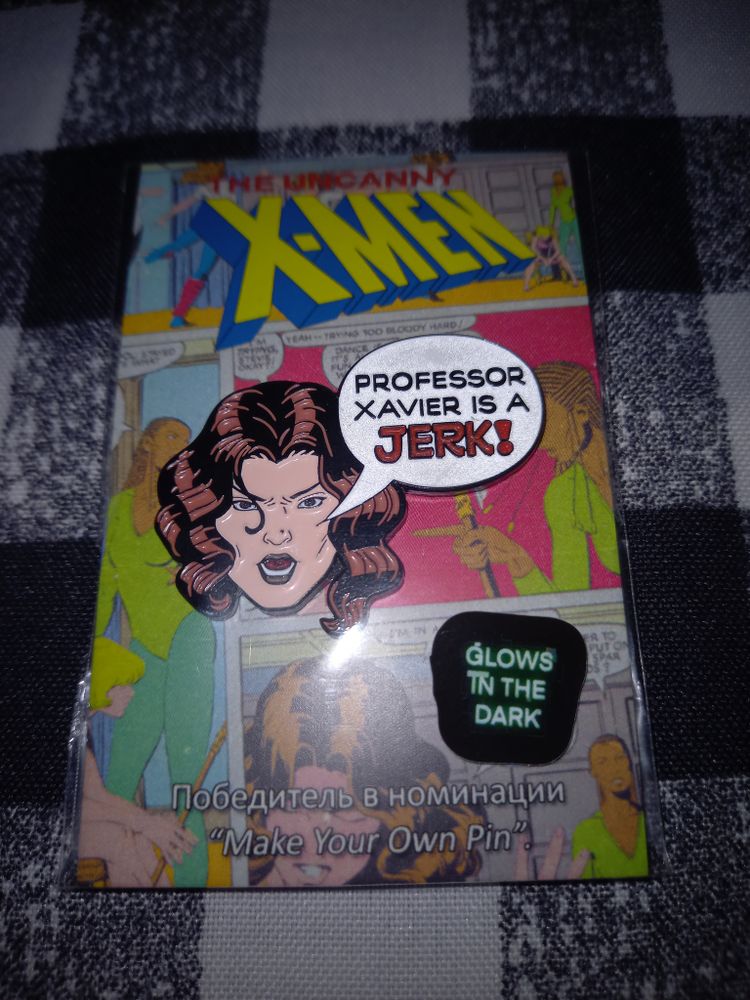 THE UNCANNY
X-MEN
YEAH -- TRYING TOO BLOODY HARD!
PROFESSOR
XAVIER IS A
JERK!
GLOWS
IN THE
DARK
Победитель в номинации
“Make Your Own Pin”.